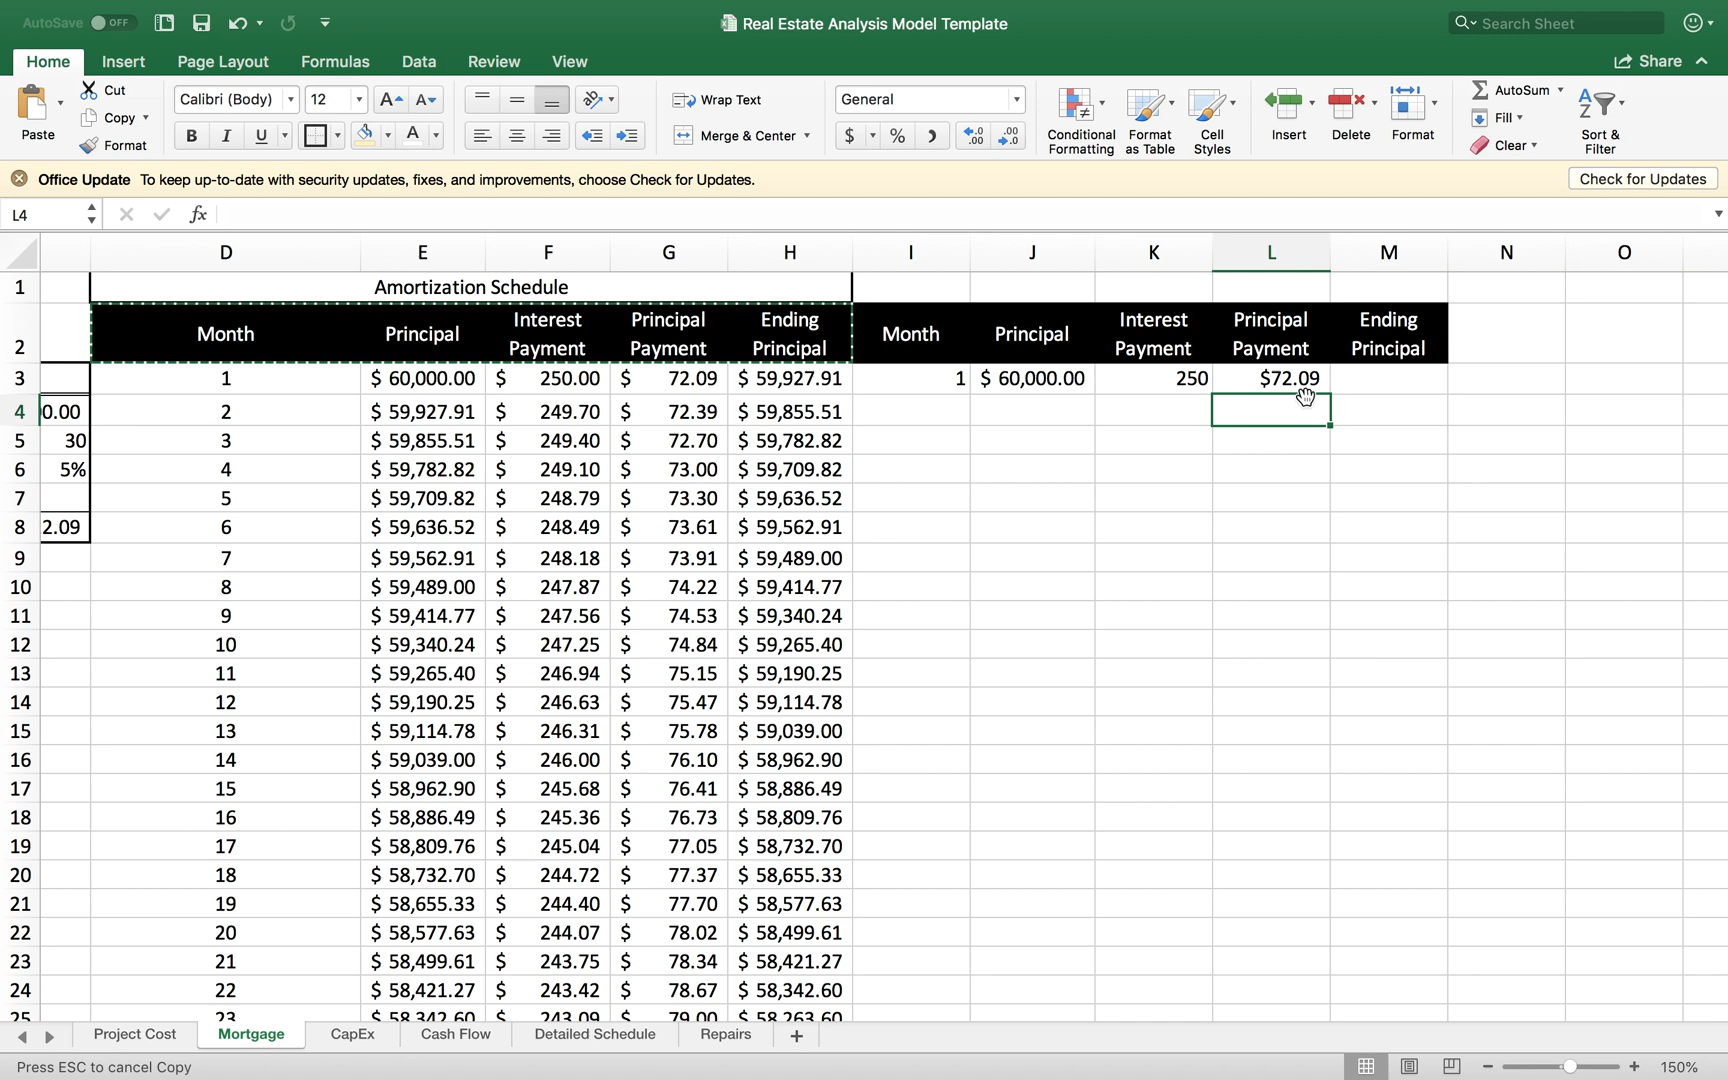 AutoSave OFF
Real Estate Analysis Model Template
Search Sheet
Home Insert Page Layout Formulas Data Review View
Share
Paste
Cut
Copy
Format
Calibri (Body) 12
A A
B I U A
Wrap Text
Merge & Center
General
$ %
Conditional Formatting
Format as Table
Cell Styles
Insert
Delete
Format
AutoSum
Fill
Clear
Sort & Filter
Office Update To keep up-to-date with security updates, fixes, and improvements, choose Check for Updates.
Check for Updates
L4
fx
D E F G H I J K L M N O
1 Amortization Schedule
2 Month Principal Interest Payment Principal Payment Ending Principal Month Principal Interest Payment Principal Payment Ending Principal
3 1 $ 60,000.00 $ 250.00 $ 72.09 $ 59,927.91 1 $ 60,000.00 250 $72.09
4 0.00 2 $ 59,927.91 $ 249.70 $ 72.39 $ 59,855.51
5 30 3 $ 59,855.51 $ 249.40 $ 72.70 $ 59,782.82
6 5% 4 $ 59,782.82 $ 249.10 $ 73.00 $ 59,709.82
7 5 $ 59,709.82 $ 248.79 $ 73.30 $ 59,636.52
8 2.09 6 $ 59,636.52 $ 248.49 $ 73.61 $ 59,562.91
9 7 $ 59,562.91 $ 248.18 $ 73.91 $ 59,489.00
10 8 $ 59,489.00 $ 247.87 $ 74.22 $ 59,414.77
11 9 $ 59,414.77 $ 247.56 $ 74.53 $ 59,340.24
12 10 $ 59,340.24 $ 247.25 $ 74.84 $ 59,265.40
13 11 $ 59,265.40 $ 246.94 $ 75.15 $ 59,190.25
14 12 $ 59,190.25 $ 246.63 $ 75.47 $ 59,114.78
15 13 $ 59,114.78 $ 246.31 $ 75.78 $ 59,039.00
16 14 $ 59,039.00 $ 246.00 $ 76.10 $ 58,962.90
17 15 $ 58,962.90 $ 245.68 $ 76.41 $ 58,886.49
18 16 $ 58,886.49 $ 245.36 $ 76.73 $ 58,809.76
19 17 $ 58,809.76 $ 245.04 $ 77.05 $ 58,732.70
20 18 $ 58,732.70 $ 244.72 $ 77.37 $ 58,655.33
21 19 $ 58,655.33 $ 244.40 $ 77.70 $ 58,577.63
22 20 $ 58,577.63 $ 244.07 $ 78.02 $ 58,499.61
23 21 $ 58,499.61 $ 243.75 $ 78.34 $ 58,421.27
24 22 $ 58,421.27 $ 243.42 $ 78.67 $ 58,342.60
25 23 $ 58,342.60 $ 243.09 $ 79.00 $ 58,263.60
Project Cost Mortgage CapEx Cash Flow Detailed Schedule Repairs +
Press ESC to cancel Copy
150%